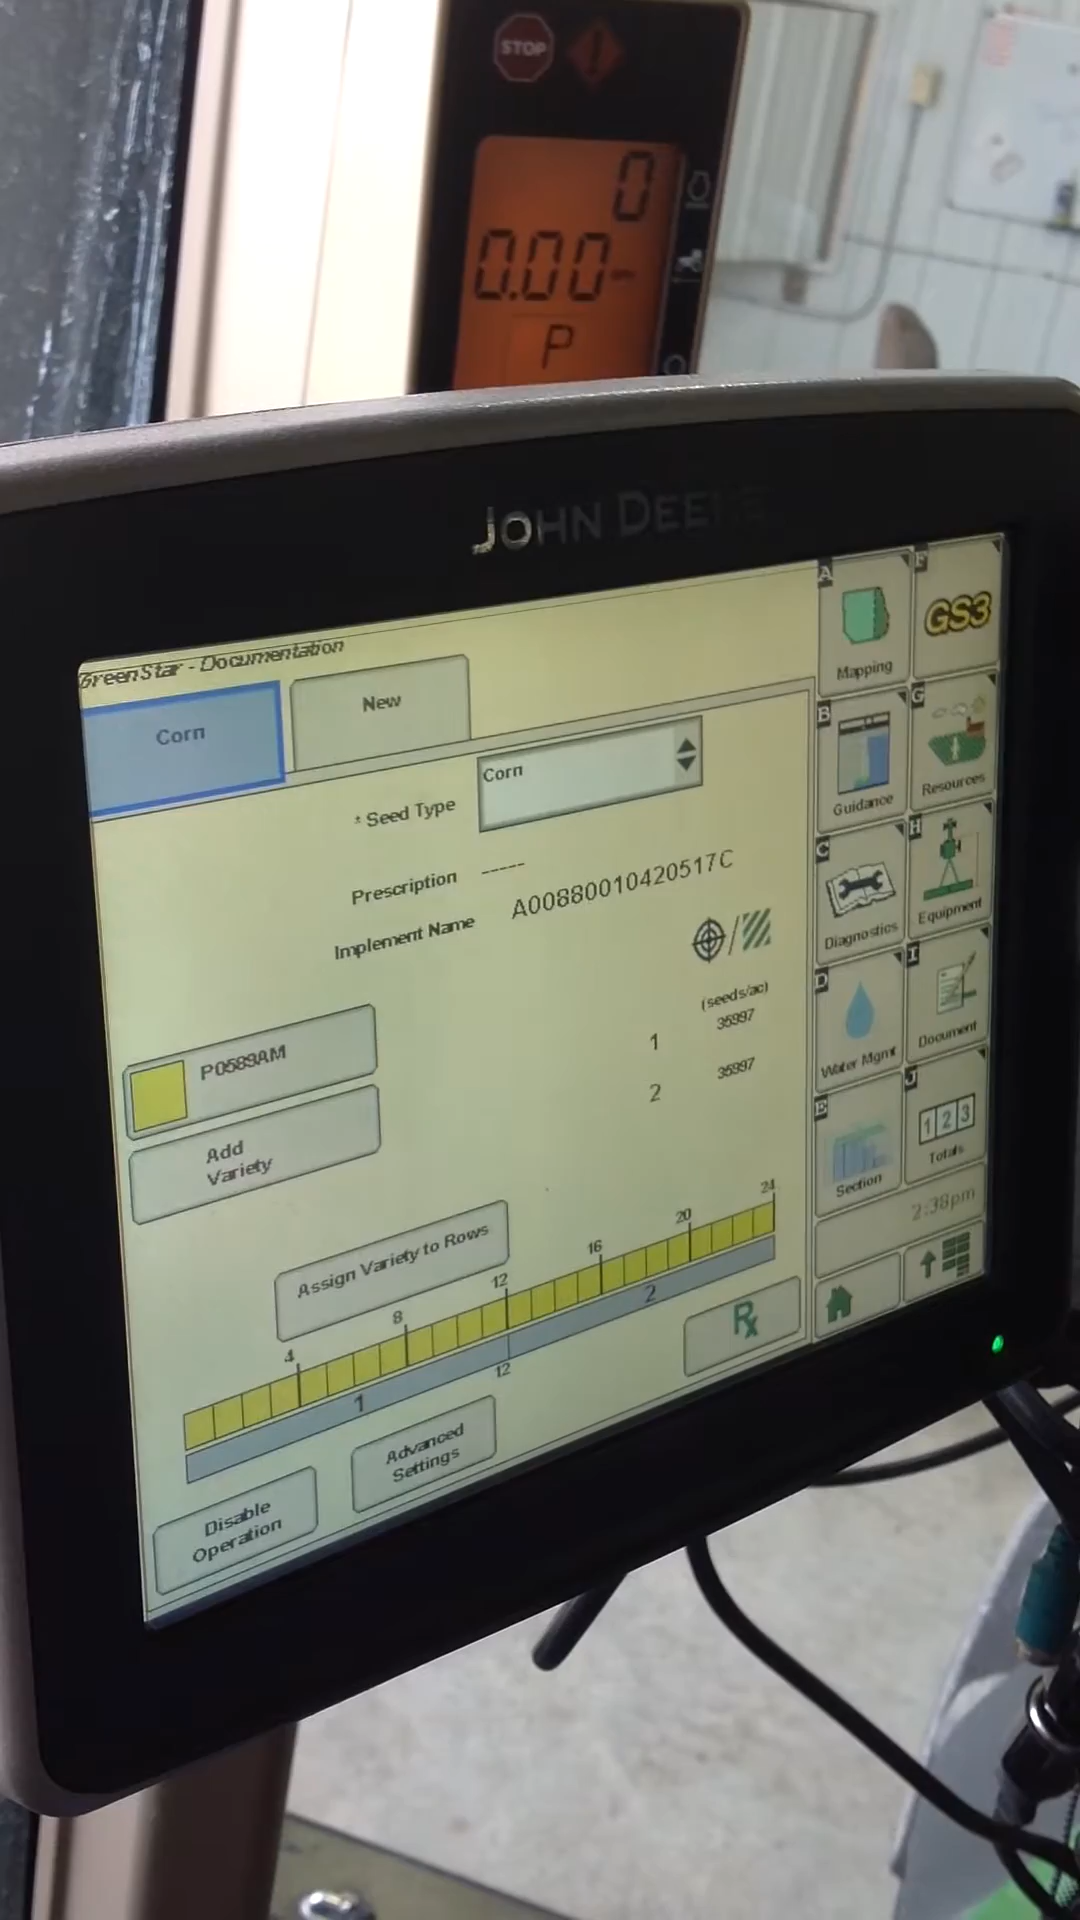 STOP
0
0.00
P
JOHN DEERE
GreenStar - Documentation
Corn
New
* Seed Type
Corn
Prescription
-----
Implement Name
A00880010420517C
(seeds/ac)
1
35997
2
35997
P0589AM
Add
Variety
Assign Variety to Rows
4
8
12
16
20
24
1
12
2
Rx
Advanced
Settings
Disable
Operation
A
Mapping
F
GS3
B
Guidance
G
Resources
C
Diagnostics
H
Equipment
D
Water Mgmt
I
Document
E
Section
J
1 2 3
Totals
2:38pm